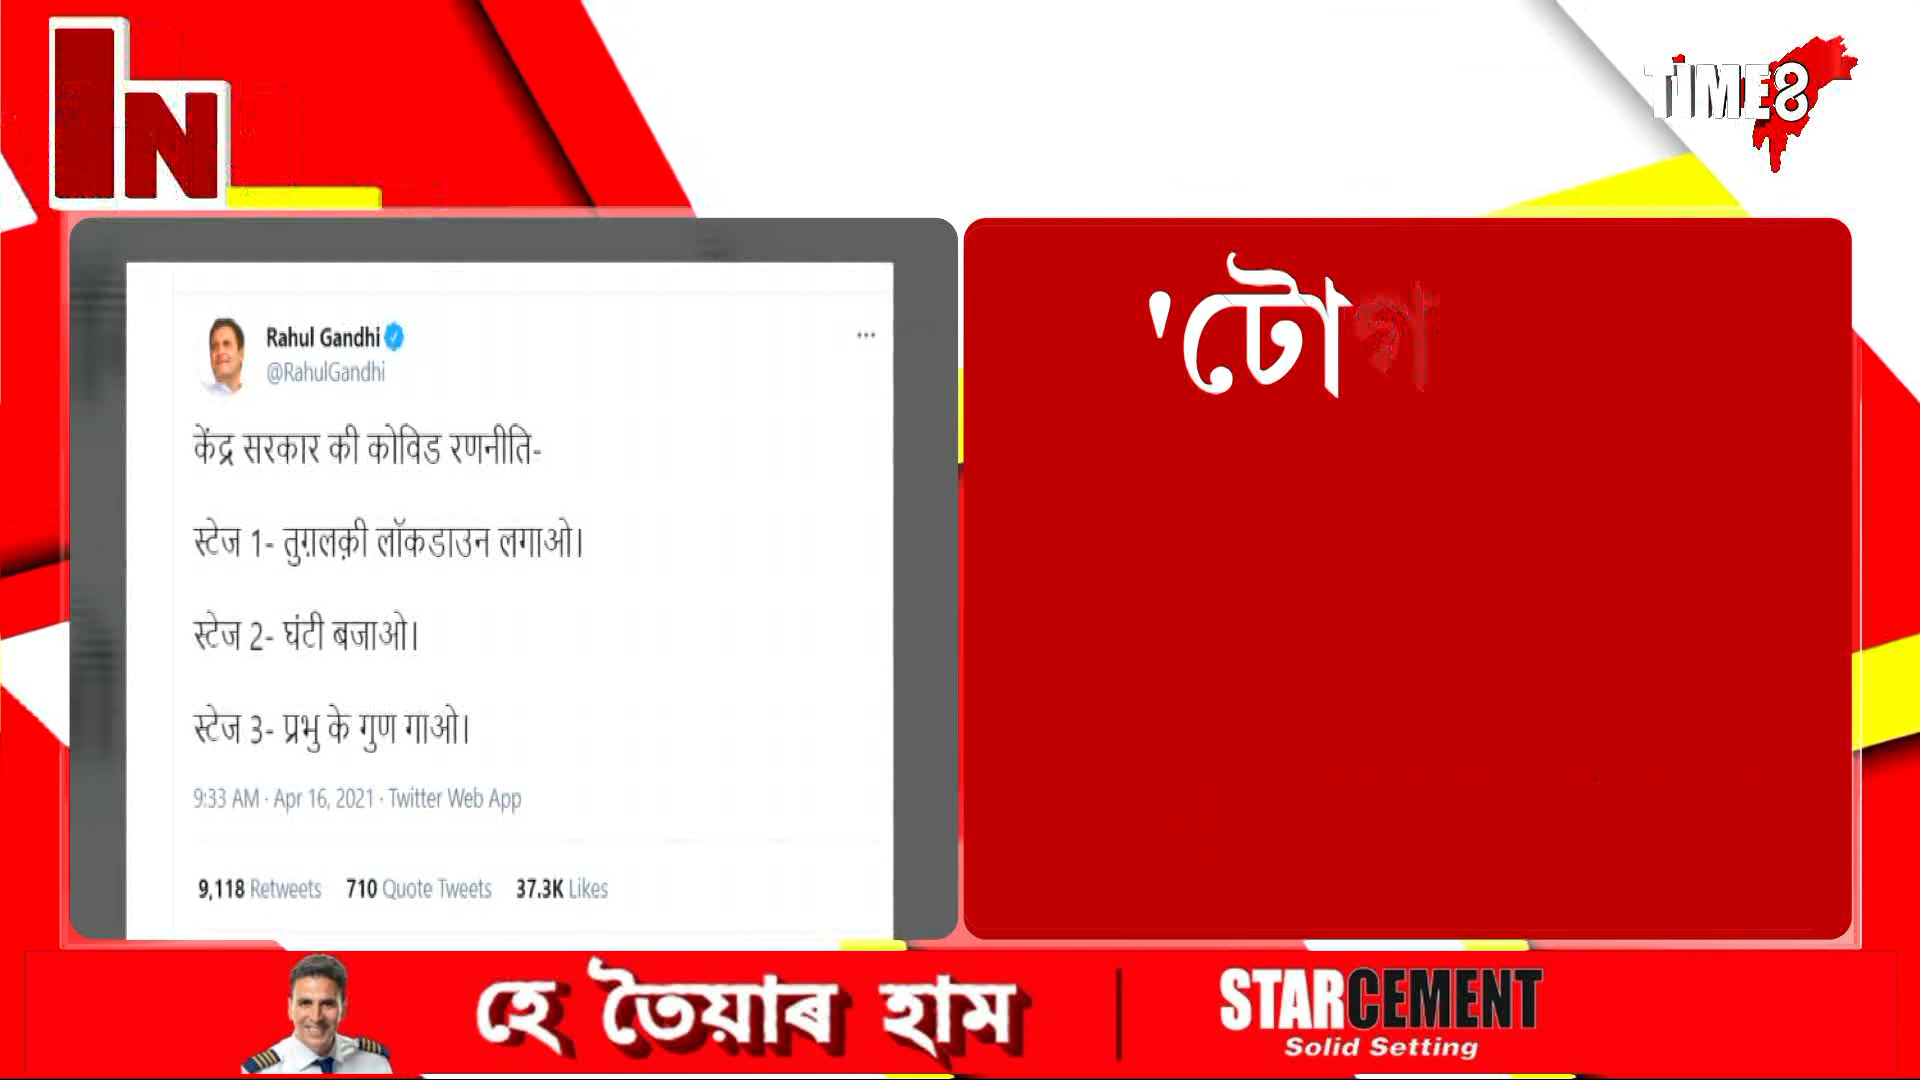 IN
TIME8
Rahul Gandhi
@RahulGandhi
केंद्र सरकार की कोविड रणनीति-
स्टेज 1- तुग़लक़ी लॉकडाउन लगाओ।
स्टेज 2- घंटी बजाओ।
स्टेज 3- प्रभु के गुण गाओ।
9:33 AM · Apr 16, 2021 · Twitter Web App
9,118 Retweets 710 Quote Tweets 37.3K Likes
হে তৈয়াৰ হাম
STARCEMENT
Solid Setting